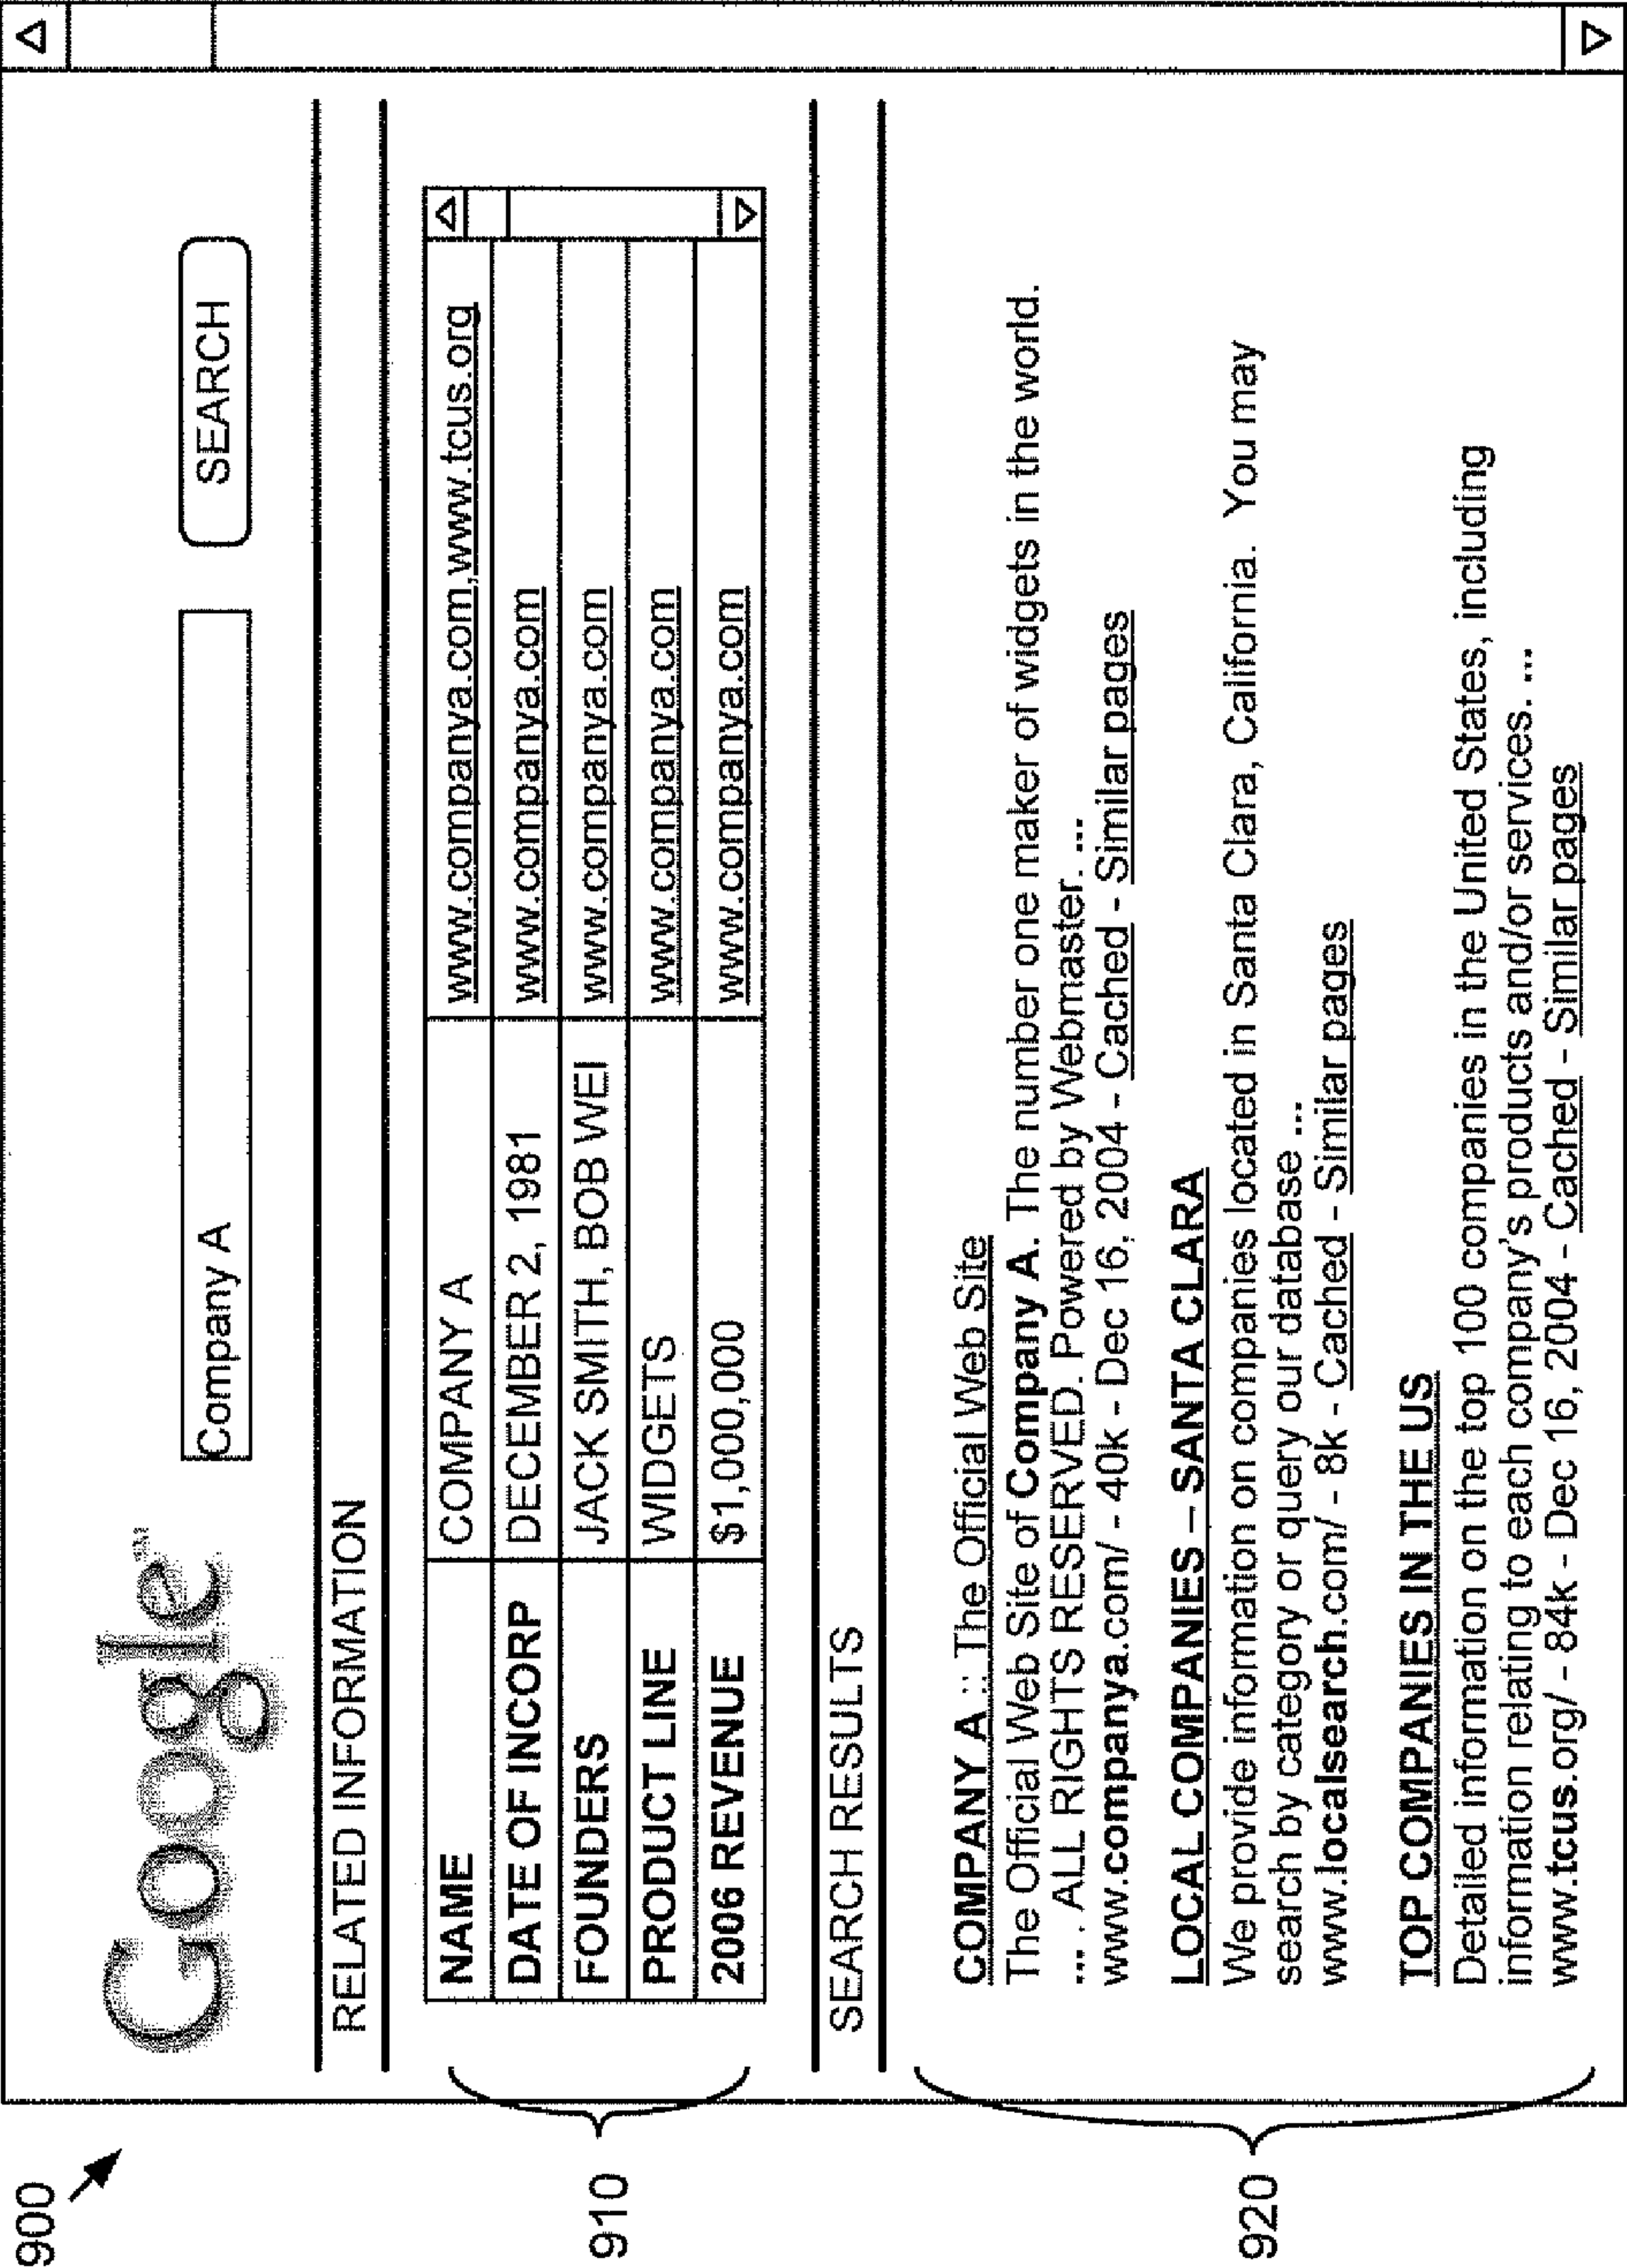 900
Google™
Company A
SEARCH
RELATED INFORMATION
910
NAME COMPANY A www.companya.com,www.tcus.org
DATE OF INCORP DECEMBER 2, 1981 www.companya.com
FOUNDERS JACK SMITH, BOB WEI www.companya.com
PRODUCT LINE WIDGETS www.companya.com
2006 REVENUE $1,000,000 www.companya.com
SEARCH RESULTS
920
COMPANY A ::: The Official Web Site
The Official Web Site of Company A. The number one maker of widgets in the world.
... . ALL RIGHTS RESERVED. Powered by Webmaster. ...
www.companya.com/ - 40k - Dec 16, 2004 - Cached - Similar pages
LOCAL COMPANIES – SANTA CLARA
We provide information on companies located in Santa Clara, California. You may
search by category or query our database ...
www.localsearch.com/ - 8k - Cached - Similar pages
TOP COMPANIES IN THE US
Detailed information on the top 100 companies in the United States, including
information relating to each company's products and/or services. ...
www.tcus.org/ - 84k - Dec 16, 2004 - Cached - Similar pages